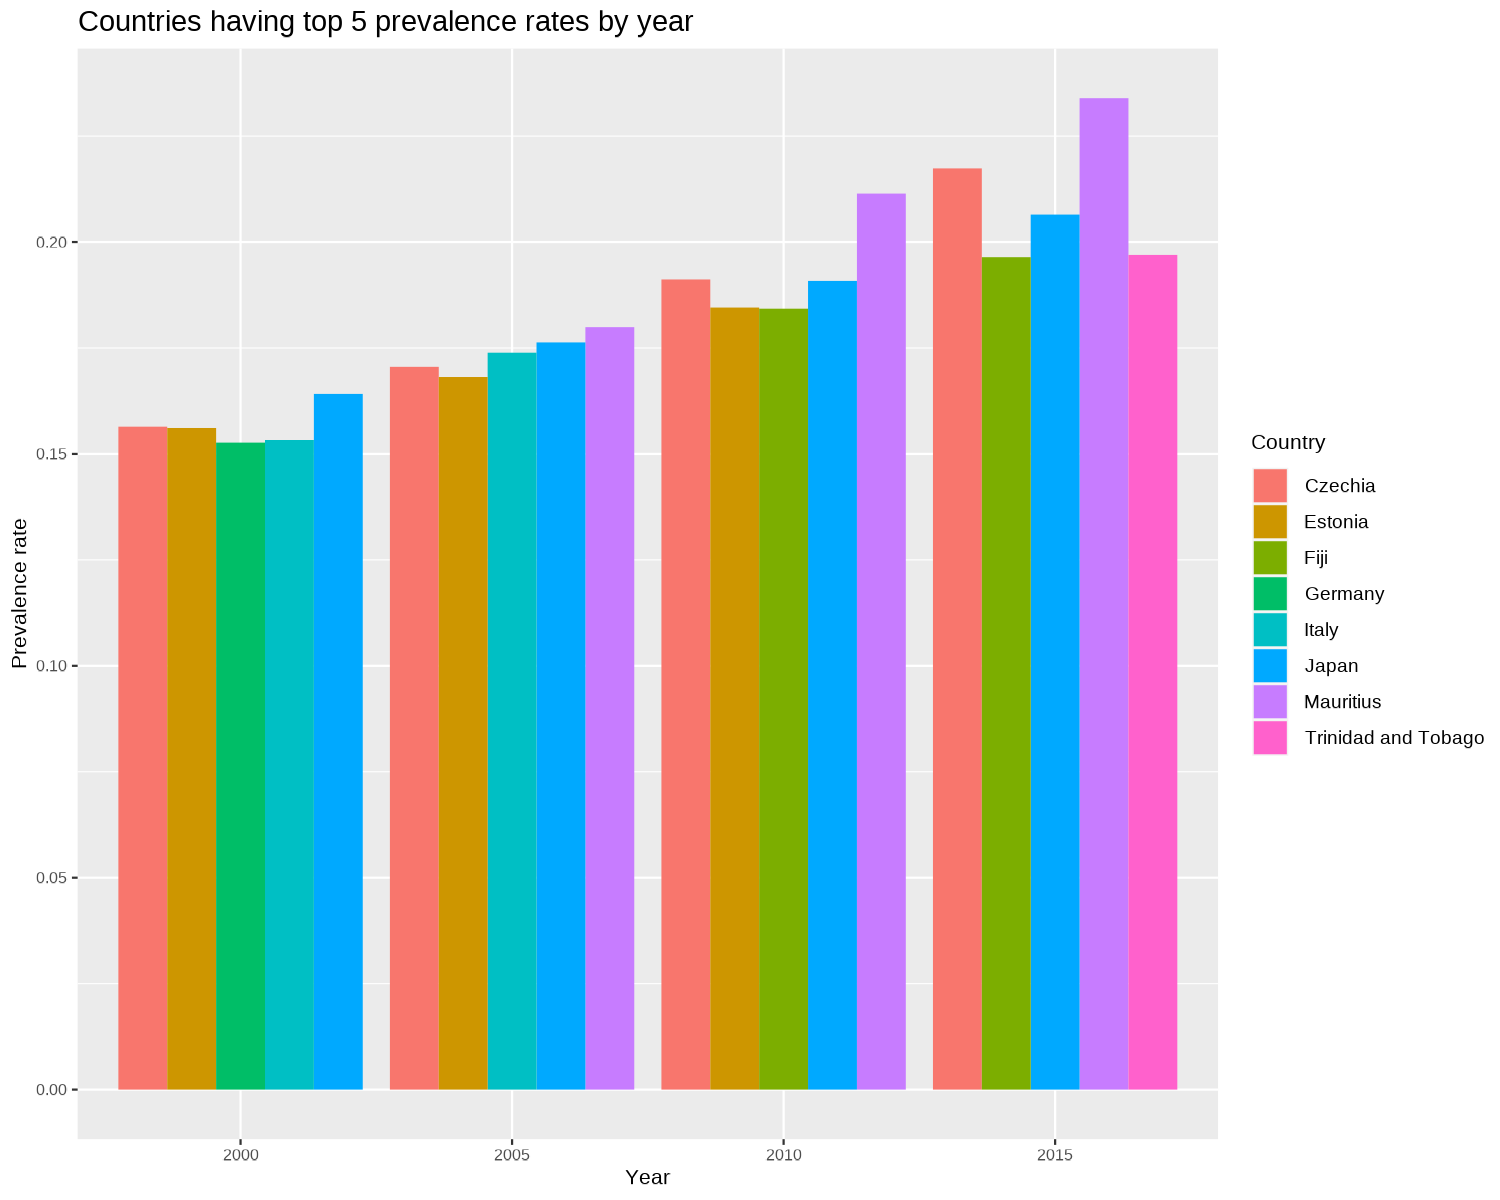 Countries having top 5 prevalence rates by year
Prevalence rate
0.20
0.15
0.10
0.05
0.00
2000 2005 2010 2015
Year
Country
Czechia
Estonia
Fiji
Germany
Italy
Japan
Mauritius
Trinidad and Tobago